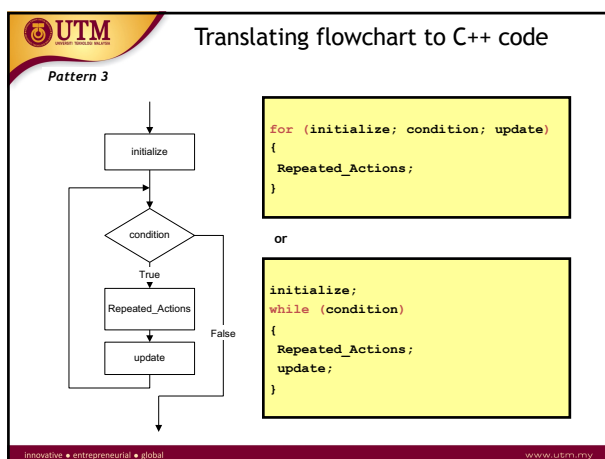 UTM
UNIVERSITI TEKNOLOGI MALAYSIA
Translating flowchart to C++ code
Pattern 3
initialize
condition
True
Repeated_Actions
False
update
for (initialize; condition; update)
{
Repeated_Actions;
}
or
initialize;
while (condition)
{
Repeated_Actions;
update;
}
innovative ● entrepreneurial ● global
www.utm.my